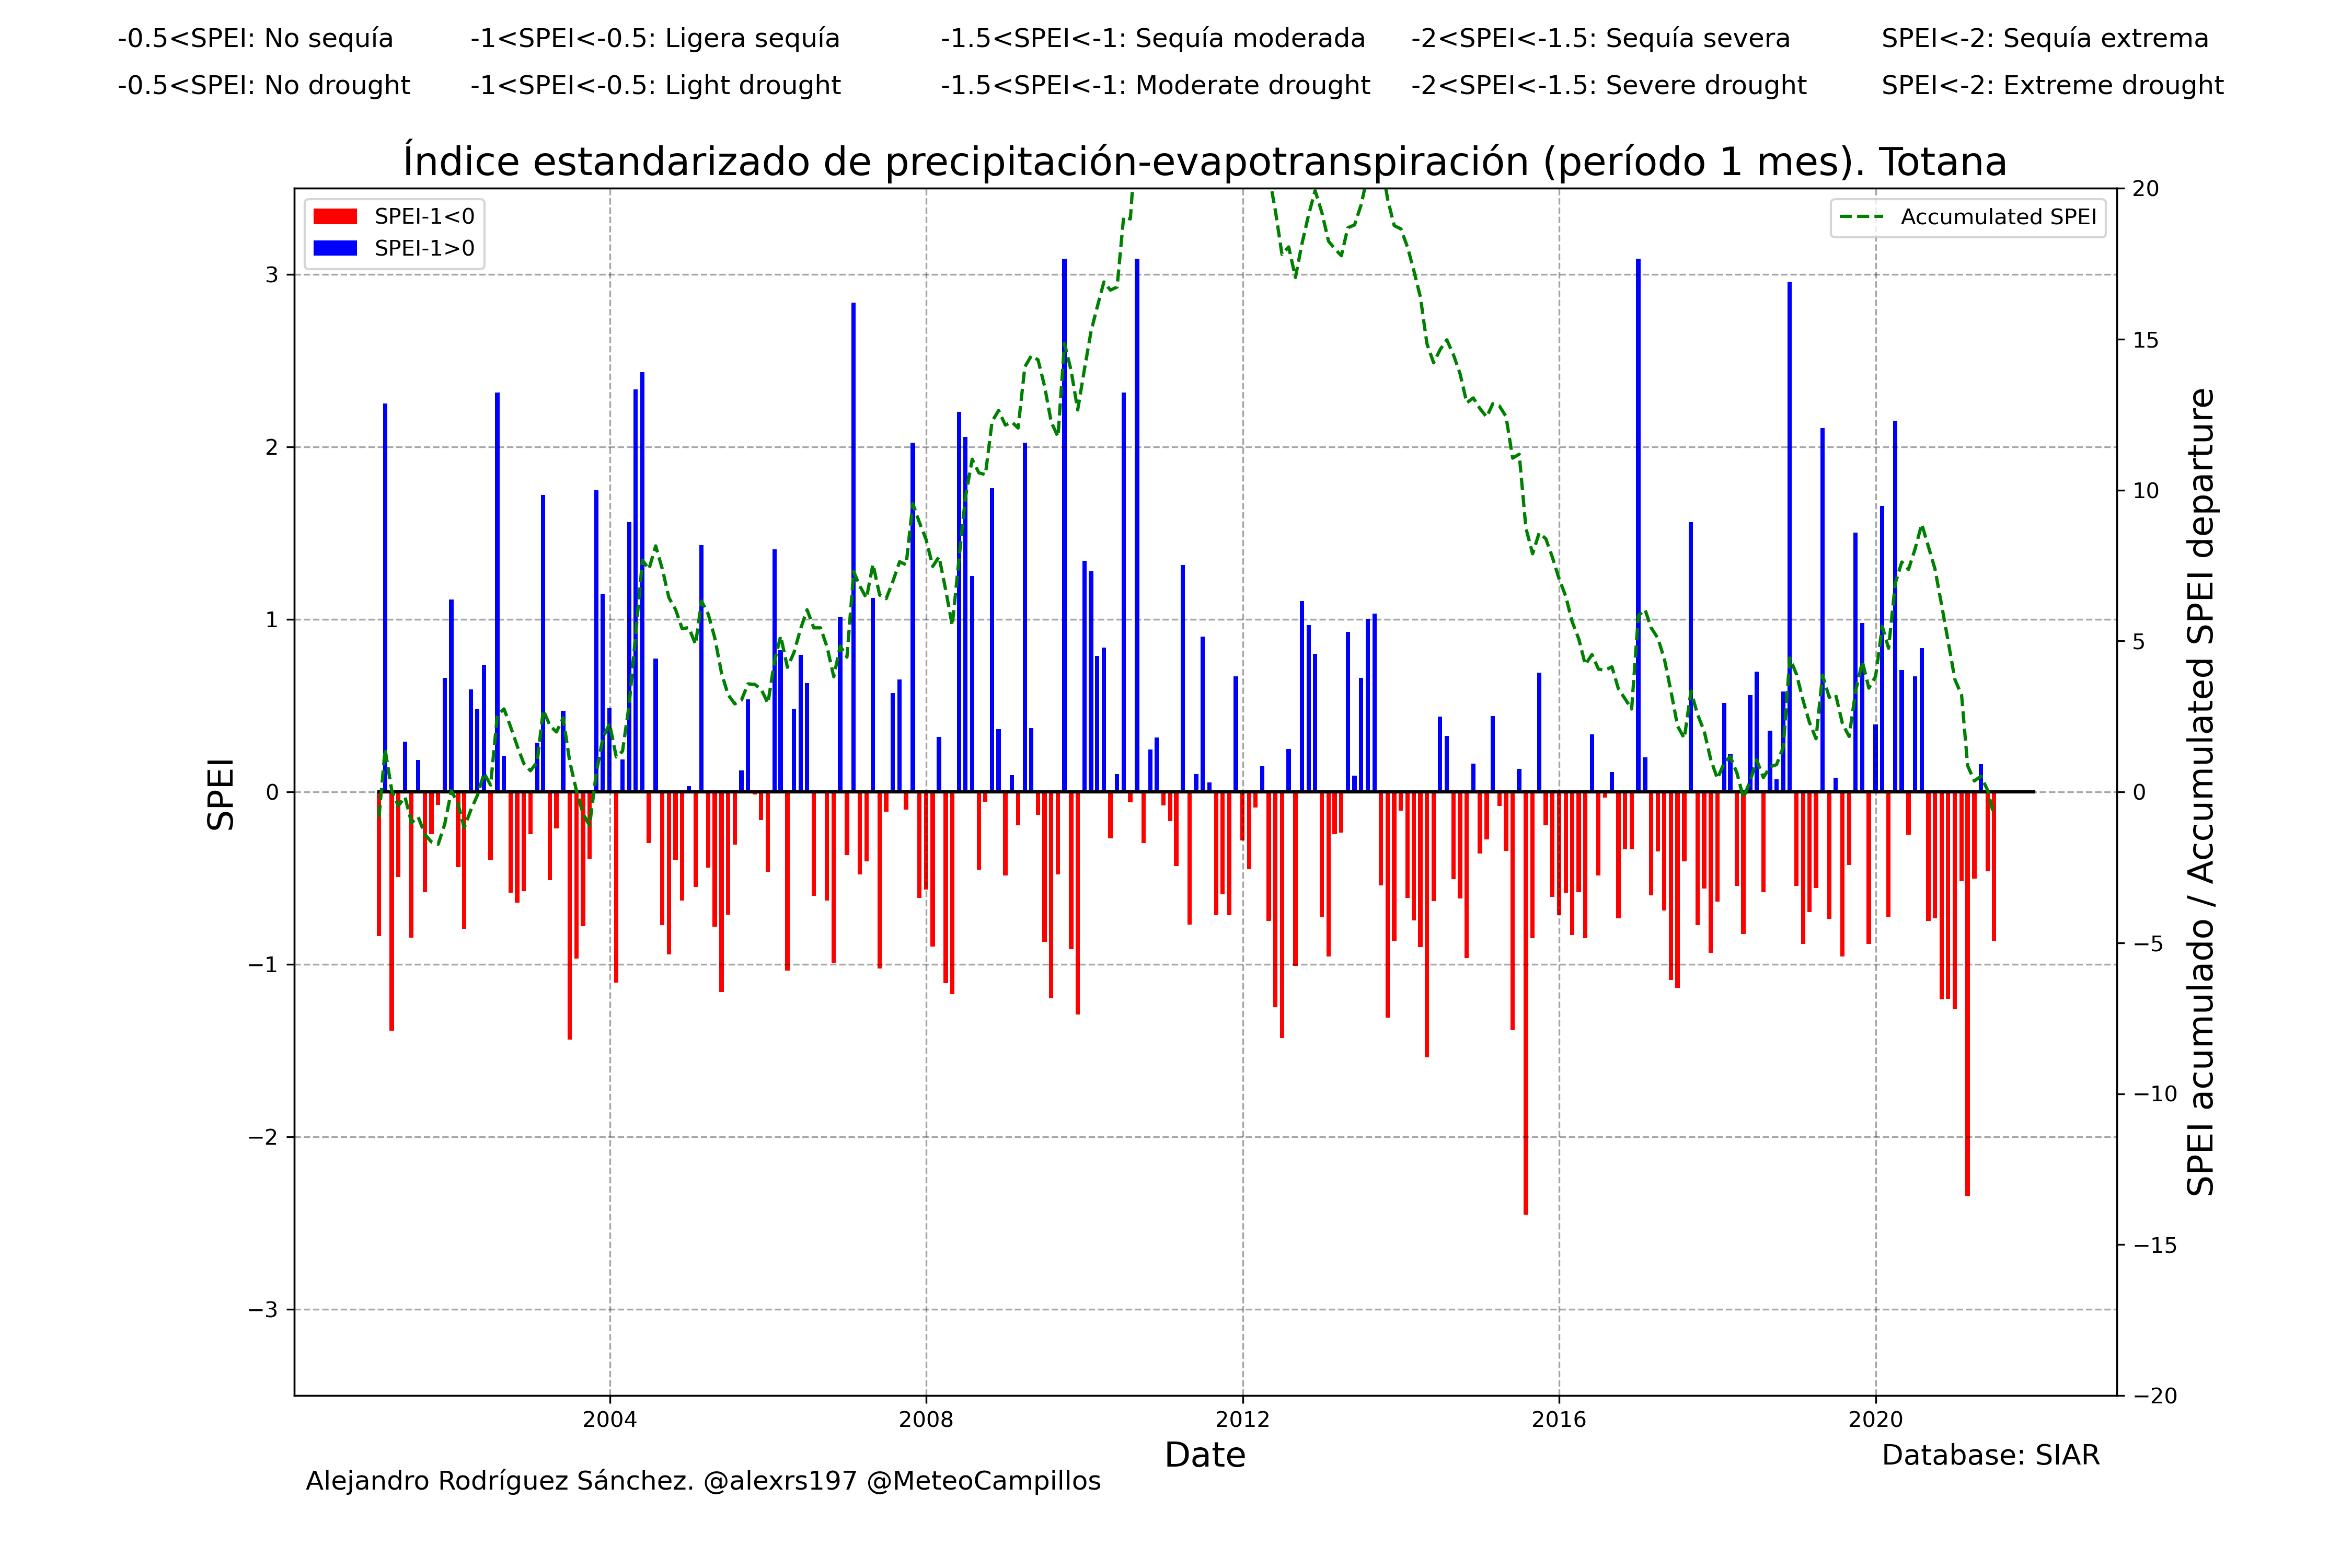 -0.5<SPEI: No sequía -1<SPEI<-0.5: Ligera sequía -1.5<SPEI<-1: Sequía moderada -2<SPEI<-1.5: Sequía severa SPEI<-2: Sequía extrema
-0.5<SPEI: No drought -1<SPEI<-0.5: Light drought -1.5<SPEI<-1: Moderate drought -2<SPEI<-1.5: Severe drought SPEI<-2: Extreme drought
Índice estandarizado de precipitación-evapotranspiración (período 1 mes). Totana
SPEI-1<0
SPEI-1>0
Accumulated SPEI
SPEI
3
2
1
0
−1
−2
−3
20
15
10
5
0
−5
−10
−15
−20
SPEI acumulado / Accumulated SPEI departure
2004 2008 2012 2016 2020
Date
Database: SIAR
Alejandro Rodríguez Sánchez. @alexrs197 @MeteoCampillos